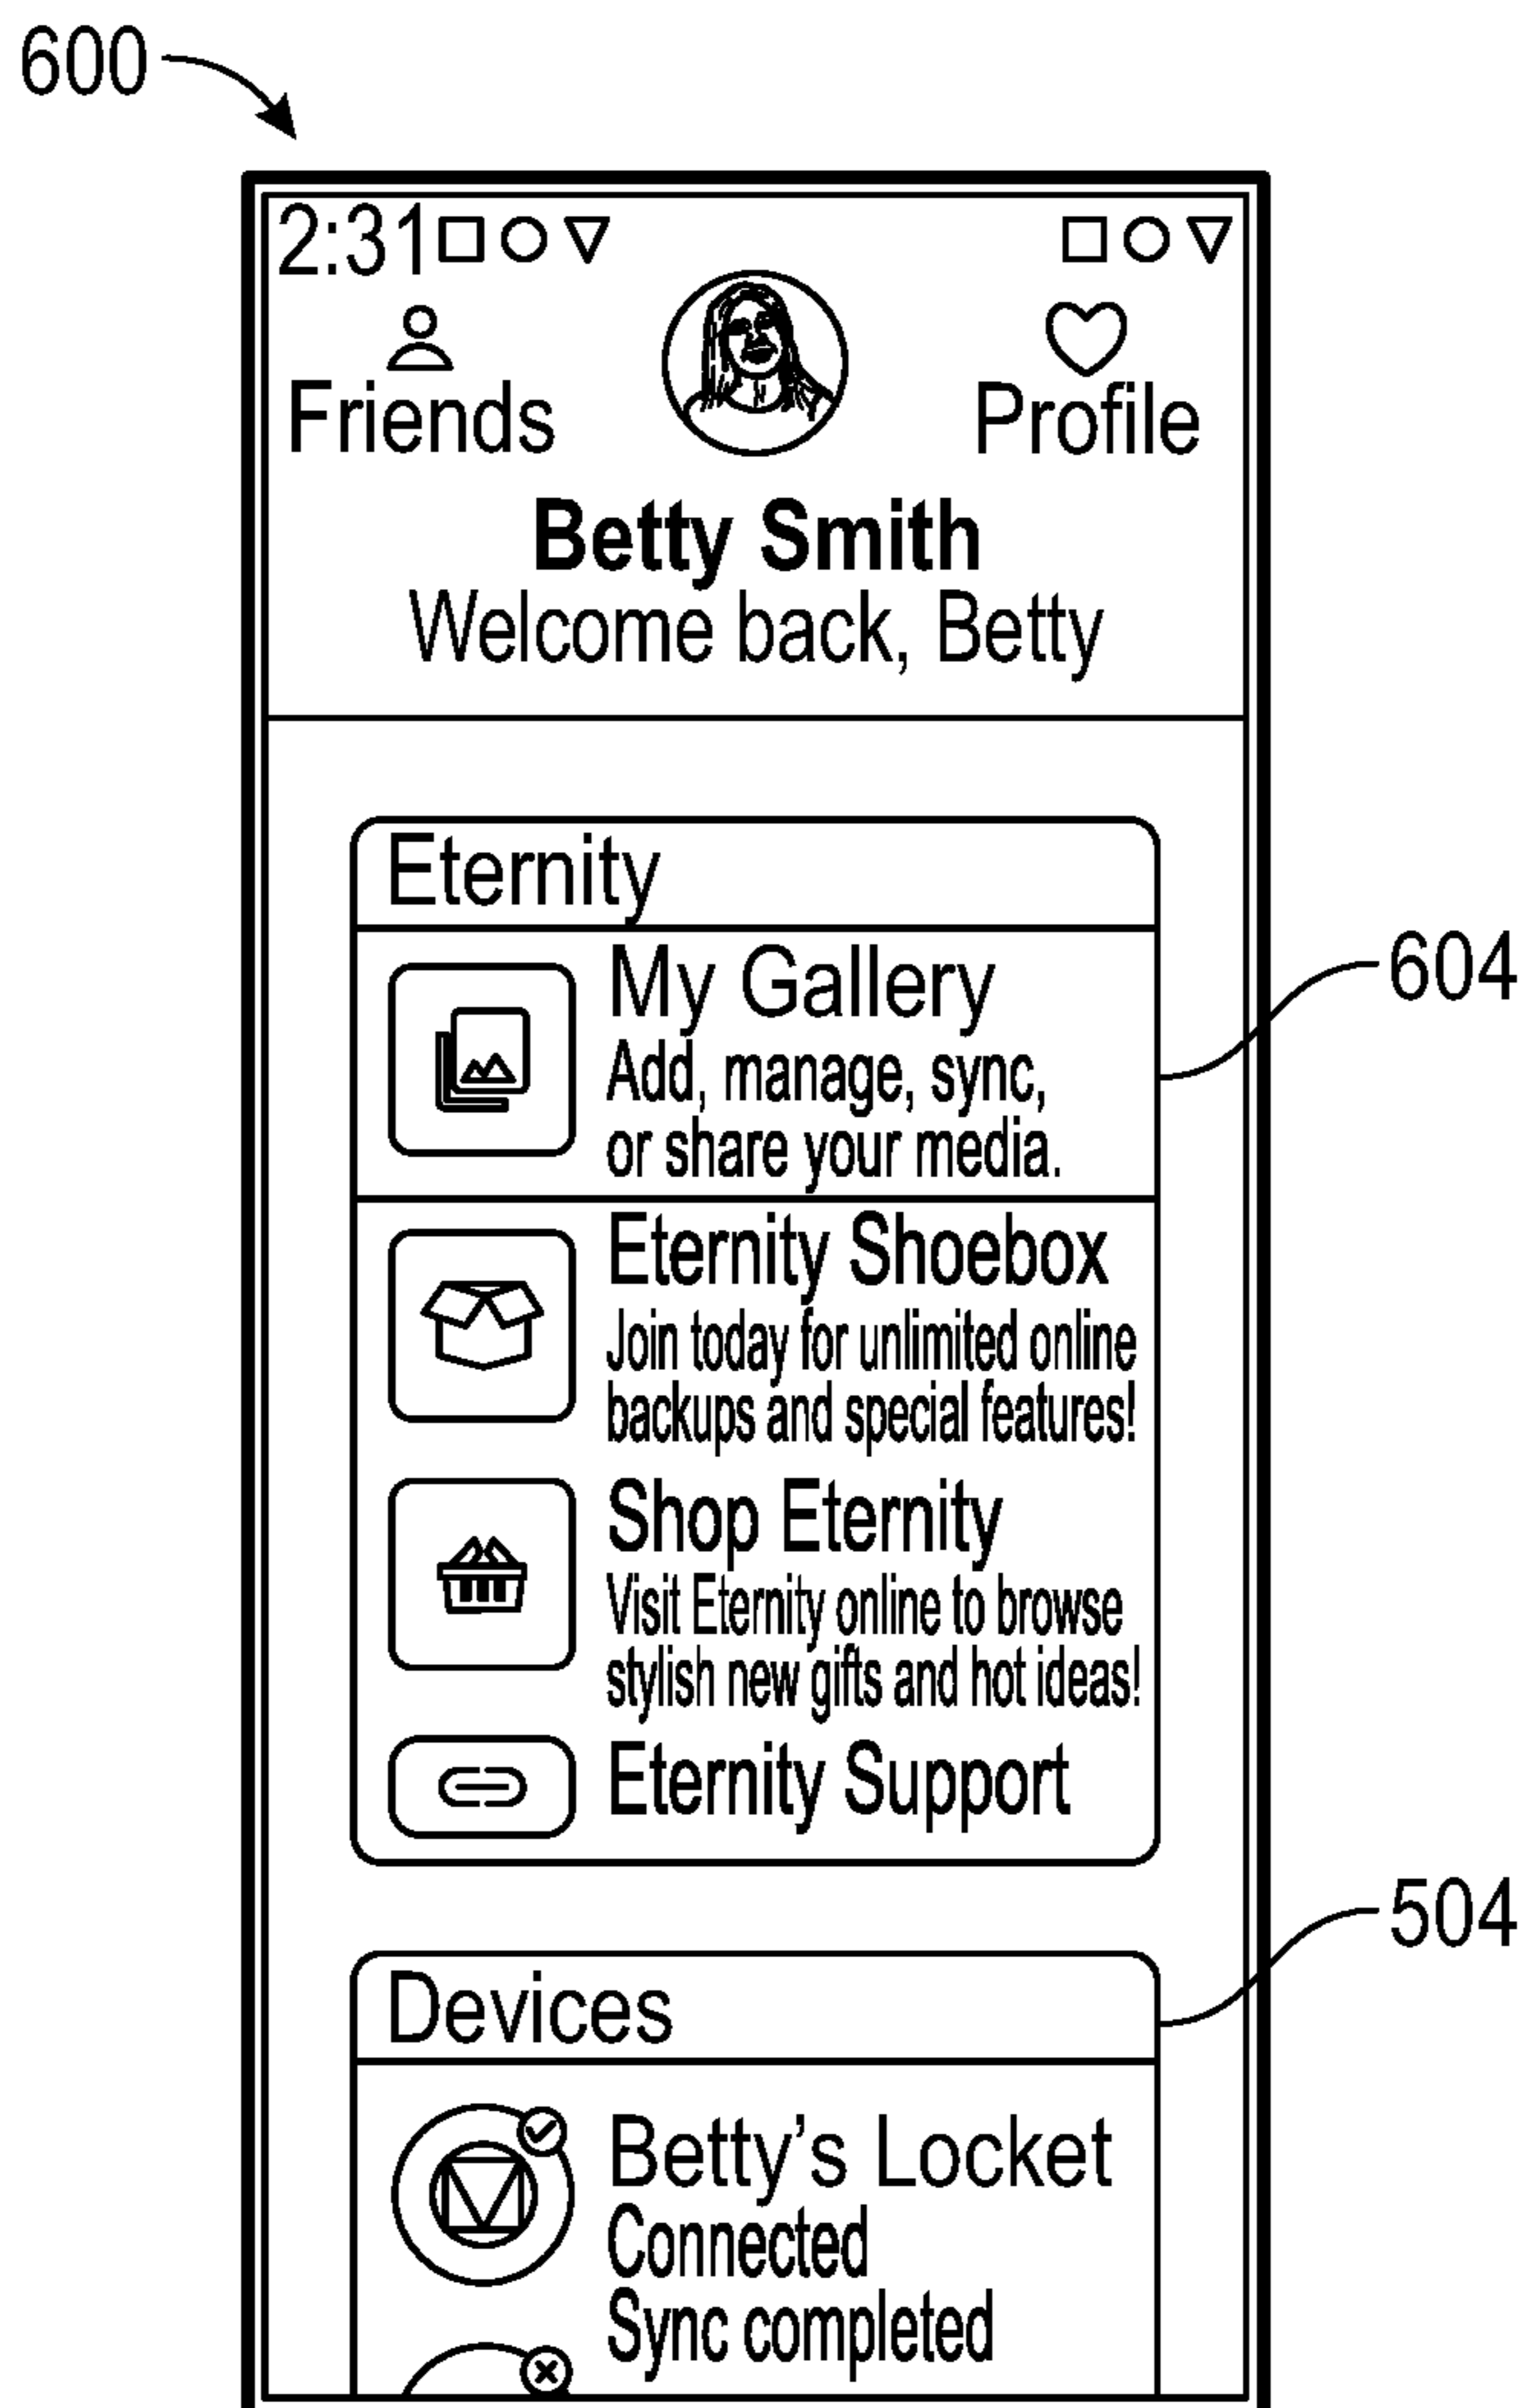 600
2:31
Friends
Profile
Betty Smith
Welcome back, Betty
Eternity
My Gallery
604
Add, manage, sync,
or share your media.
Eternity Shoebox
Join today for unlimited online
backups and special features!
Shop Eternity
Visit Eternity online to browse
stylish new gifts and hot ideas!
Eternity Support
504
Devices
Betty’s Locket
Connected
Sync completed